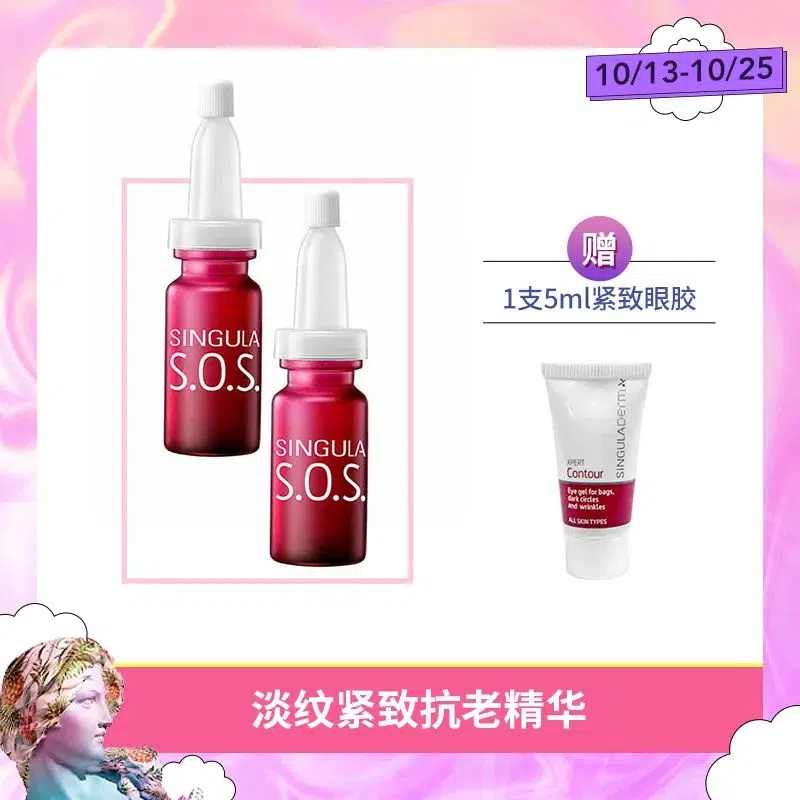 10/13-10/25
SINGULA
S.O.S.
SINGULA
S.O.S.
赠
1支5ml紧致眼胶
SINGULADERM
XPERT
Contour
Eye gel for bags,
dark circles
and wrinkles
ALL SKIN TYPES
淡纹紧致抗老精华